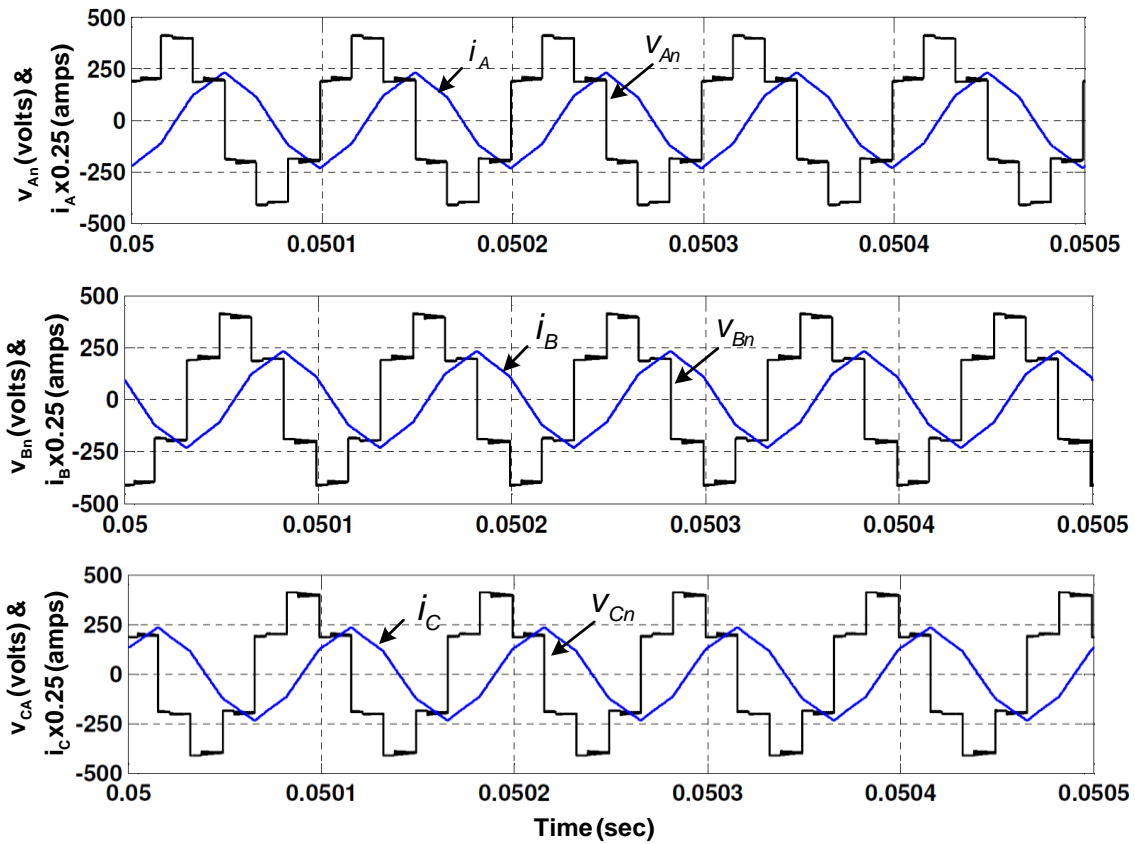 500
250
0
-250
-500
v_An (volts) &
i_A x0.25 (amps)
i_A
v_An
0.05
0.0501
0.0502
0.0503
0.0504
0.0505
500
250
0
-250
-500
v_Bn (volts) &
i_B x0.25 (amps)
i_B
v_Bn
0.05
0.0501
0.0502
0.0503
0.0504
0.0505
500
250
0
-250
-500
v_CA (volts) &
i_C x0.25 (amps)
i_C
v_Cn
0.05
0.0501
0.0502
0.0503
0.0504
0.0505
Time (sec)